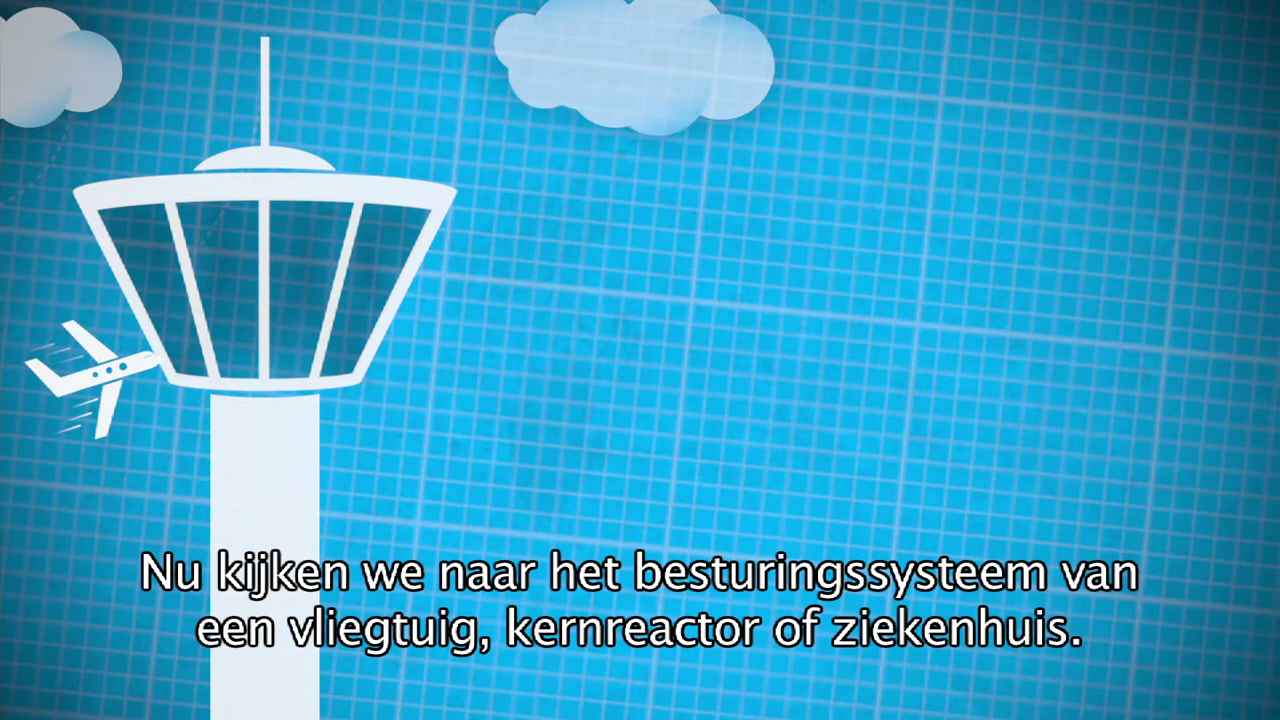 Nu kijken we naar het besturingssysteem van
een vliegtuig, kernreactor of ziekenhuis.